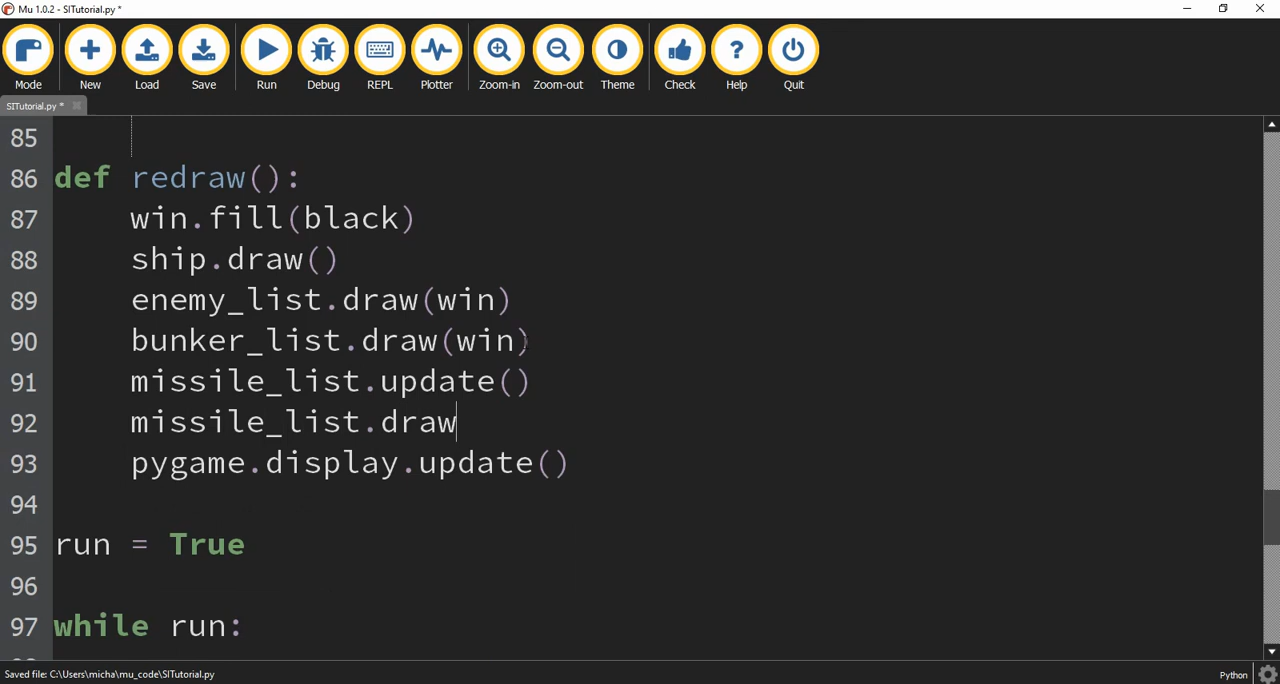 Mu 1.0.2 - SITutorial.py *
Mode New Load Save Run Debug REPL Plotter Zoom-in Zoom-out Theme Check Help Quit
SITutorial.py *
85
86 def redraw():
87 win.fill(black)
88 ship.draw()
89 enemy_list.draw(win)
90 bunker_list.draw(win)
91 missile_list.update()
92 missile_list.draw
93 pygame.display.update()
94
95 run = True
96
97 while run:
Saved file: C:\Users\micha\mu_code\SITutorial.py Python